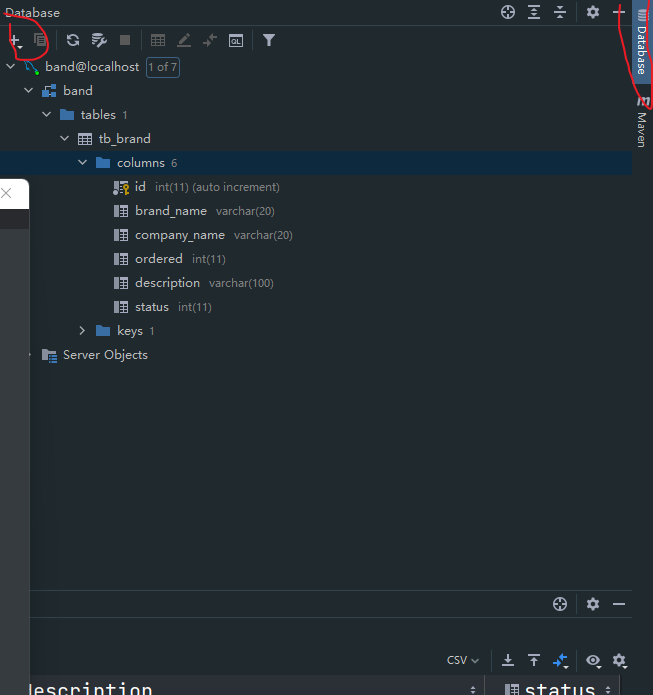 Database
band@localhost 1 of 7
band
tables 1
tb_brand
columns 6
id int(11) (auto increment)
brand_name varchar(20)
company_name varchar(20)
ordered int(11)
description varchar(100)
status int(11)
keys 1
Server Objects
Database
m Maven
QL
CSV
description
status